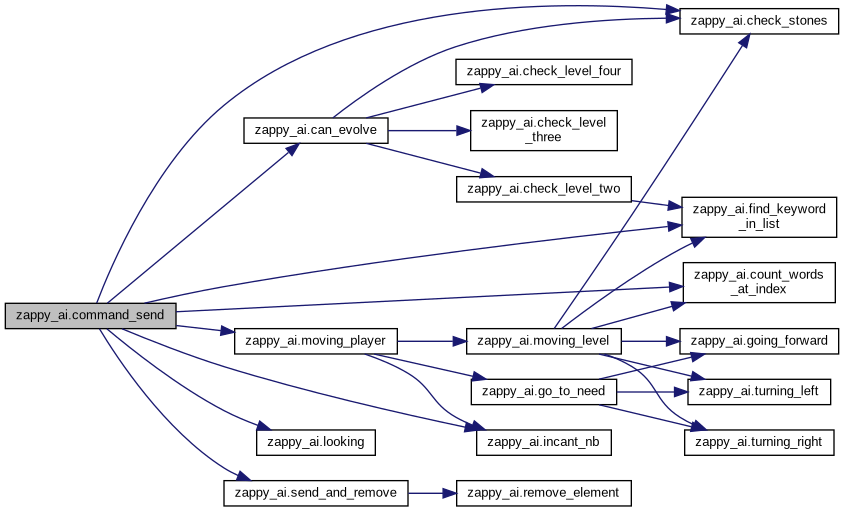 zappy_ai.check_stones
zappy_ai.check_level_four
zappy_ai.can_evolve
zappy_ai.check_level
_three
zappy_ai.check_level_two
zappy_ai.find_keyword
_in_list
zappy_ai.count_words
_at_index
zappy_ai.command_send
zappy_ai.moving_player
zappy_ai.moving_level
zappy_ai.going_forward
zappy_ai.go_to_need
zappy_ai.turning_left
zappy_ai.looking
zappy_ai.incant_nb
zappy_ai.turning_right
zappy_ai.send_and_remove
zappy_ai.remove_element